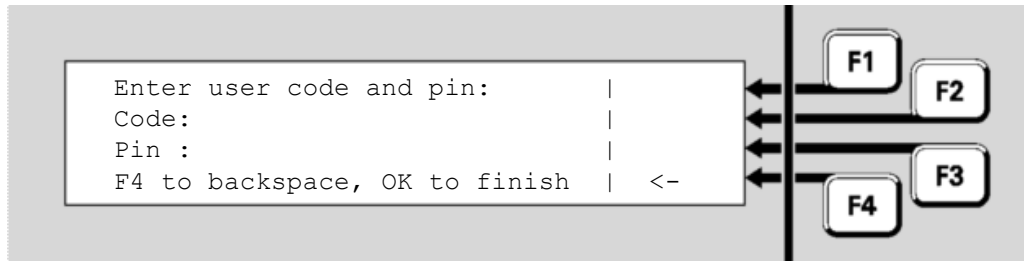 Enter user code and pin: |
Code: |
Pin : |
F4 to backspace, OK to finish | <-
F1
F2
F3
F4